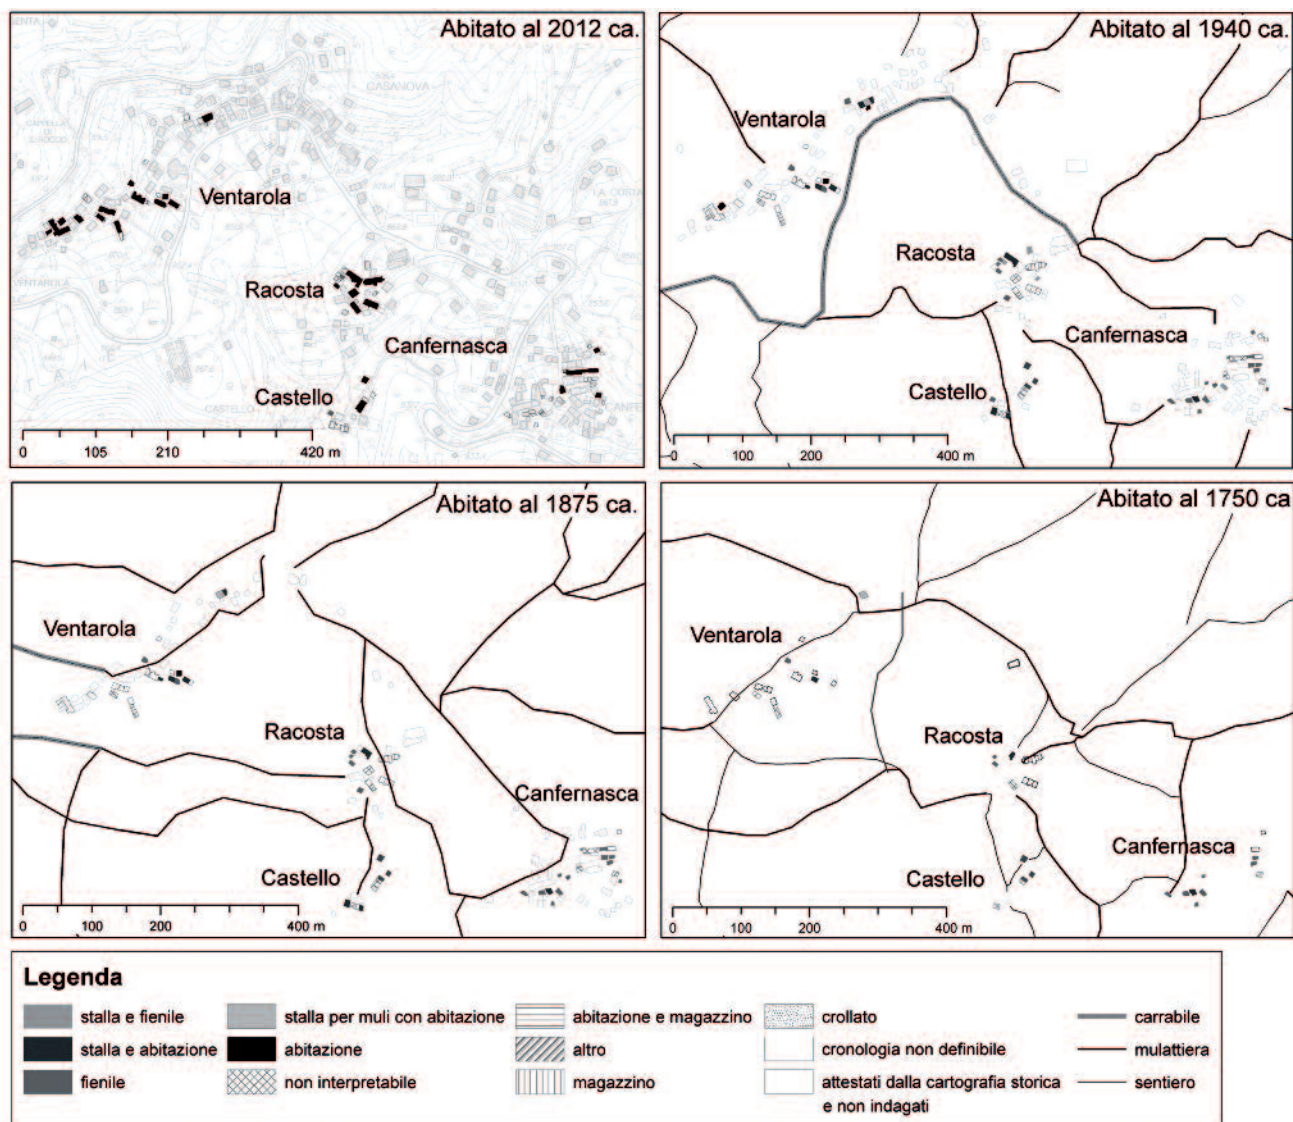 Abitato al 2012 ca.
CASANOVA
Ventarola
LA COSTA
Racosta
VENTAROLA
Canfernasca
Castello
CASTELLO
0 105 210 420 m
Abitato al 1940 ca.
Ventarola
Racosta
Canfernasca
Castello
0 100 200 400 m
Abitato al 1875 ca.
Ventarola
Racosta
Canfernasca
Castello
0 100 200 400 m
Abitato al 1750 ca
Ventarola
Racosta
Canfernasca
Castello
0 100 200 400 m
Legenda
stalla e fienile
stalla e abitazione
fienile
stalla per muli con abitazione
abitazione
non interpretabile
abitazione e magazzino
altro
magazzino
crollato
cronologia non definibile
attestati dalla cartografia storica
e non indagati
carrabile
mulattiera
sentiero